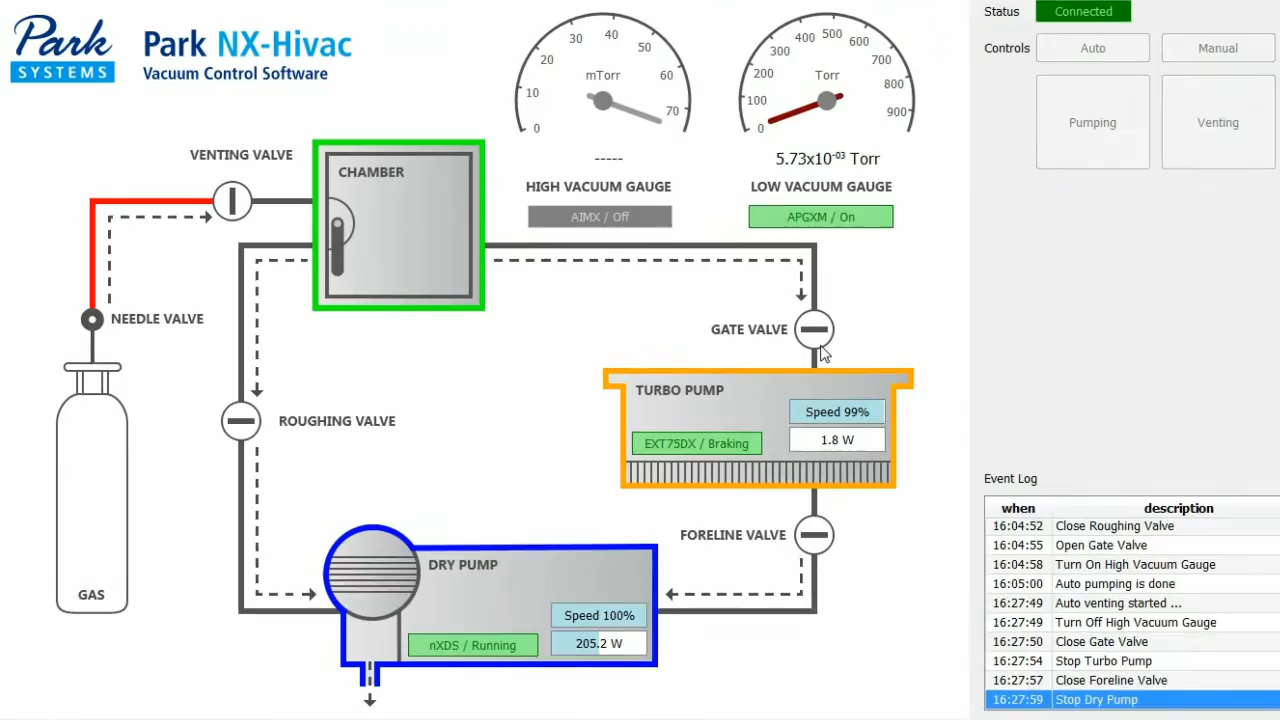 Park
SYSTEMS
Park NX-Hivac
Vacuum Control Software
0
10
20
30
40
50
60
70
mTorr
-----
HIGH VACUUM GAUGE
AIMX / Off
0
100
200
300
400
500
600
700
800
900
Torr
5.73x10⁻⁰³ Torr
LOW VACUUM GAUGE
APGXM / On
Status
Connected
Controls
Auto
Manual
Pumping
Venting
VENTING VALVE
CHAMBER
NEEDLE VALVE
GATE VALVE
TURBO PUMP
Speed 99%
EXT75DX / Braking
1.8 W
ROUGHING VALVE
FORELINE VALVE
DRY PUMP
Speed 100%
nXDS / Running
205.2 W
GAS
Event Log
when description
16:04:52 Close Roughing Valve
16:04:55 Open Gate Valve
16:04:58 Turn On High Vacuum Gauge
16:05:00 Auto pumping is done
16:27:49 Auto venting started ...
16:27:49 Turn Off High Vacuum Gauge
16:27:50 Close Gate Valve
16:27:54 Stop Turbo Pump
16:27:57 Close Foreline Valve
16:27:59 Stop Dry Pump